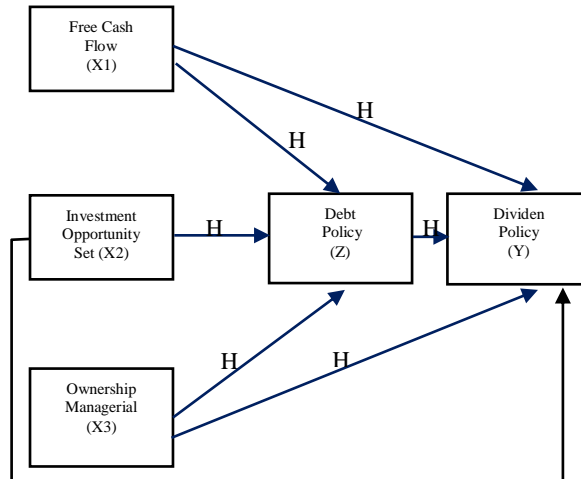 Free Cash
Flow
(X1)
H
H
Investment
Opportunity
Set (X2)
H
Debt
Policy
(Z)
H
Dividen
Policy
(Y)
H
H
Ownership
Managerial
(X3)